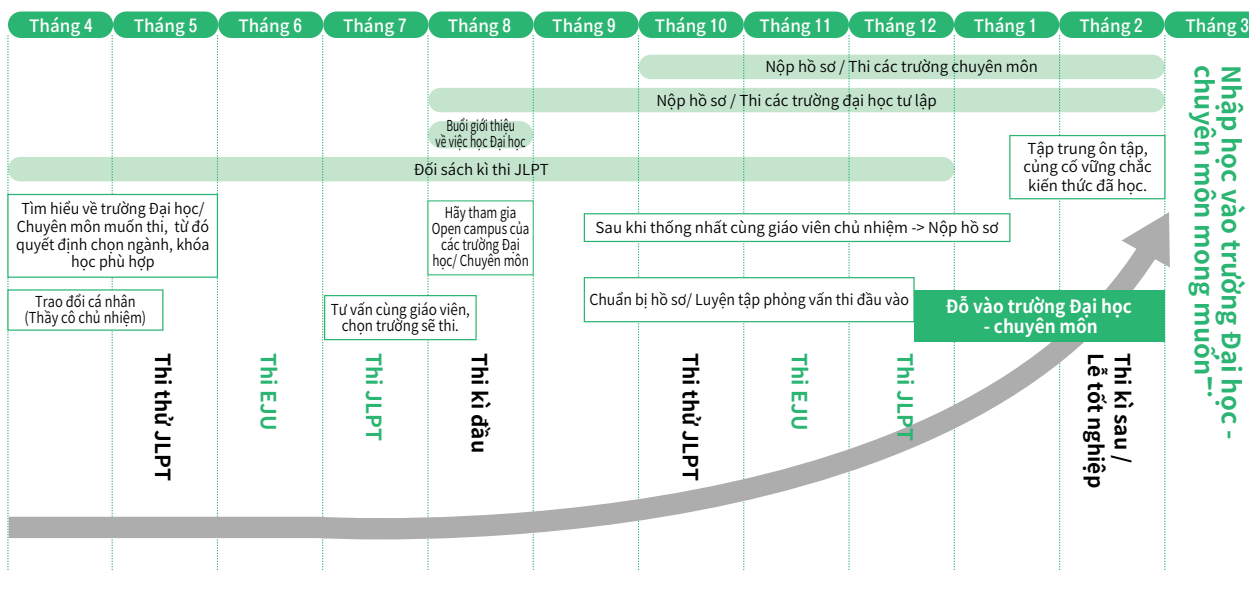 Tháng 4
Tháng 5
Tháng 6
Tháng 7
Tháng 8
Tháng 9
Tháng 10
Tháng 11
Tháng 12
Tháng 1
Tháng 2
Tháng 3
Nộp hồ sơ / Thi các trường chuyên môn
Nộp hồ sơ / Thi các trường đại học tư lập
Buổi giới thiệu
về việc học Đại học
Đối sách kì thi JLPT
Tập trung ôn tập,
củng cố vững chắc
kiến thức đã học.
Tìm hiểu về trường Đại học/
Chuyên môn muốn thi, từ đó
quyết định chọn ngành, khóa
học phù hợp
Hãy tham gia
Open campus của
các trường Đại
học/ Chuyên môn
Sau khi thống nhất cùng giáo viên chủ nhiệm -> Nộp hồ sơ
Trao đổi cá nhân
(Thầy cô chủ nhiệm)
Tư vấn cùng giáo viên,
chọn trường sẽ thi.
Chuẩn bị hồ sơ/ Luyện tập phỏng vấn thi đầu vào
Đỗ vào trường Đại học
- chuyên môn
Thi thử JLPT
Thi EJU
Thi JLPT
Thi kì đầu
Thi thử JLPT
Thi EJU
Thi JLPT
Thi kì sau /
Lễ tốt nghiệp
Nhập học vào trường Đại học -
chuyên môn mong muốn~!.